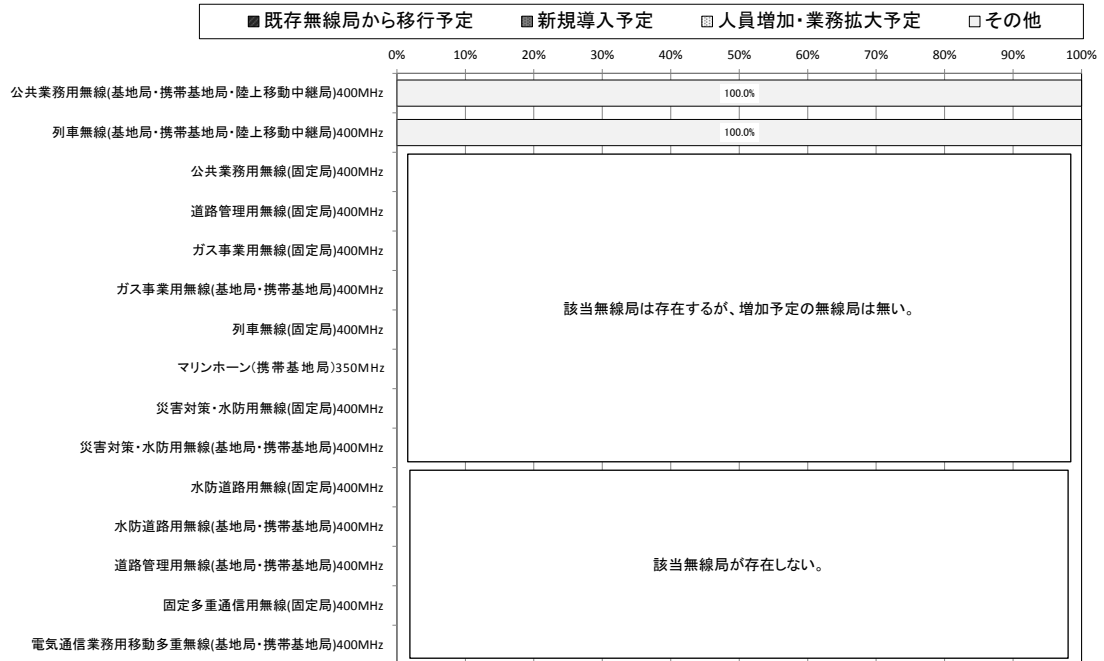 既存無線局から移行予定 新規導入予定 人員増加・業務拡大予定 その他
0% 10% 20% 30% 40% 50% 60% 70% 80% 90% 100%
公共業務用無線(基地局・携帯基地局・陸上移動中継局)400MHz 100.0%
列車無線(基地局・携帯基地局・陸上移動中継局)400MHz 100.0%
公共業務用無線(固定局)400MHz
道路管理用無線(固定局)400MHz
ガス事業用無線(固定局)400MHz
ガス事業用無線(基地局・携帯基地局)400MHz
該当無線局は存在するが、増加予定の無線局は無い。
列車無線(固定局)400MHz
マリンホーン(携帯基地局)350MHz
災害対策・水防用無線(固定局)400MHz
災害対策・水防用無線(基地局・携帯基地局)400MHz
水防道路用無線(固定局)400MHz
水防道路用無線(基地局・携帯基地局)400MHz
道路管理用無線(基地局・携帯基地局)400MHz
該当無線局が存在しない。
固定多重通信用無線(固定局)400MHz
電気通信業務用移動多重無線(基地局・携帯基地局)400MHz